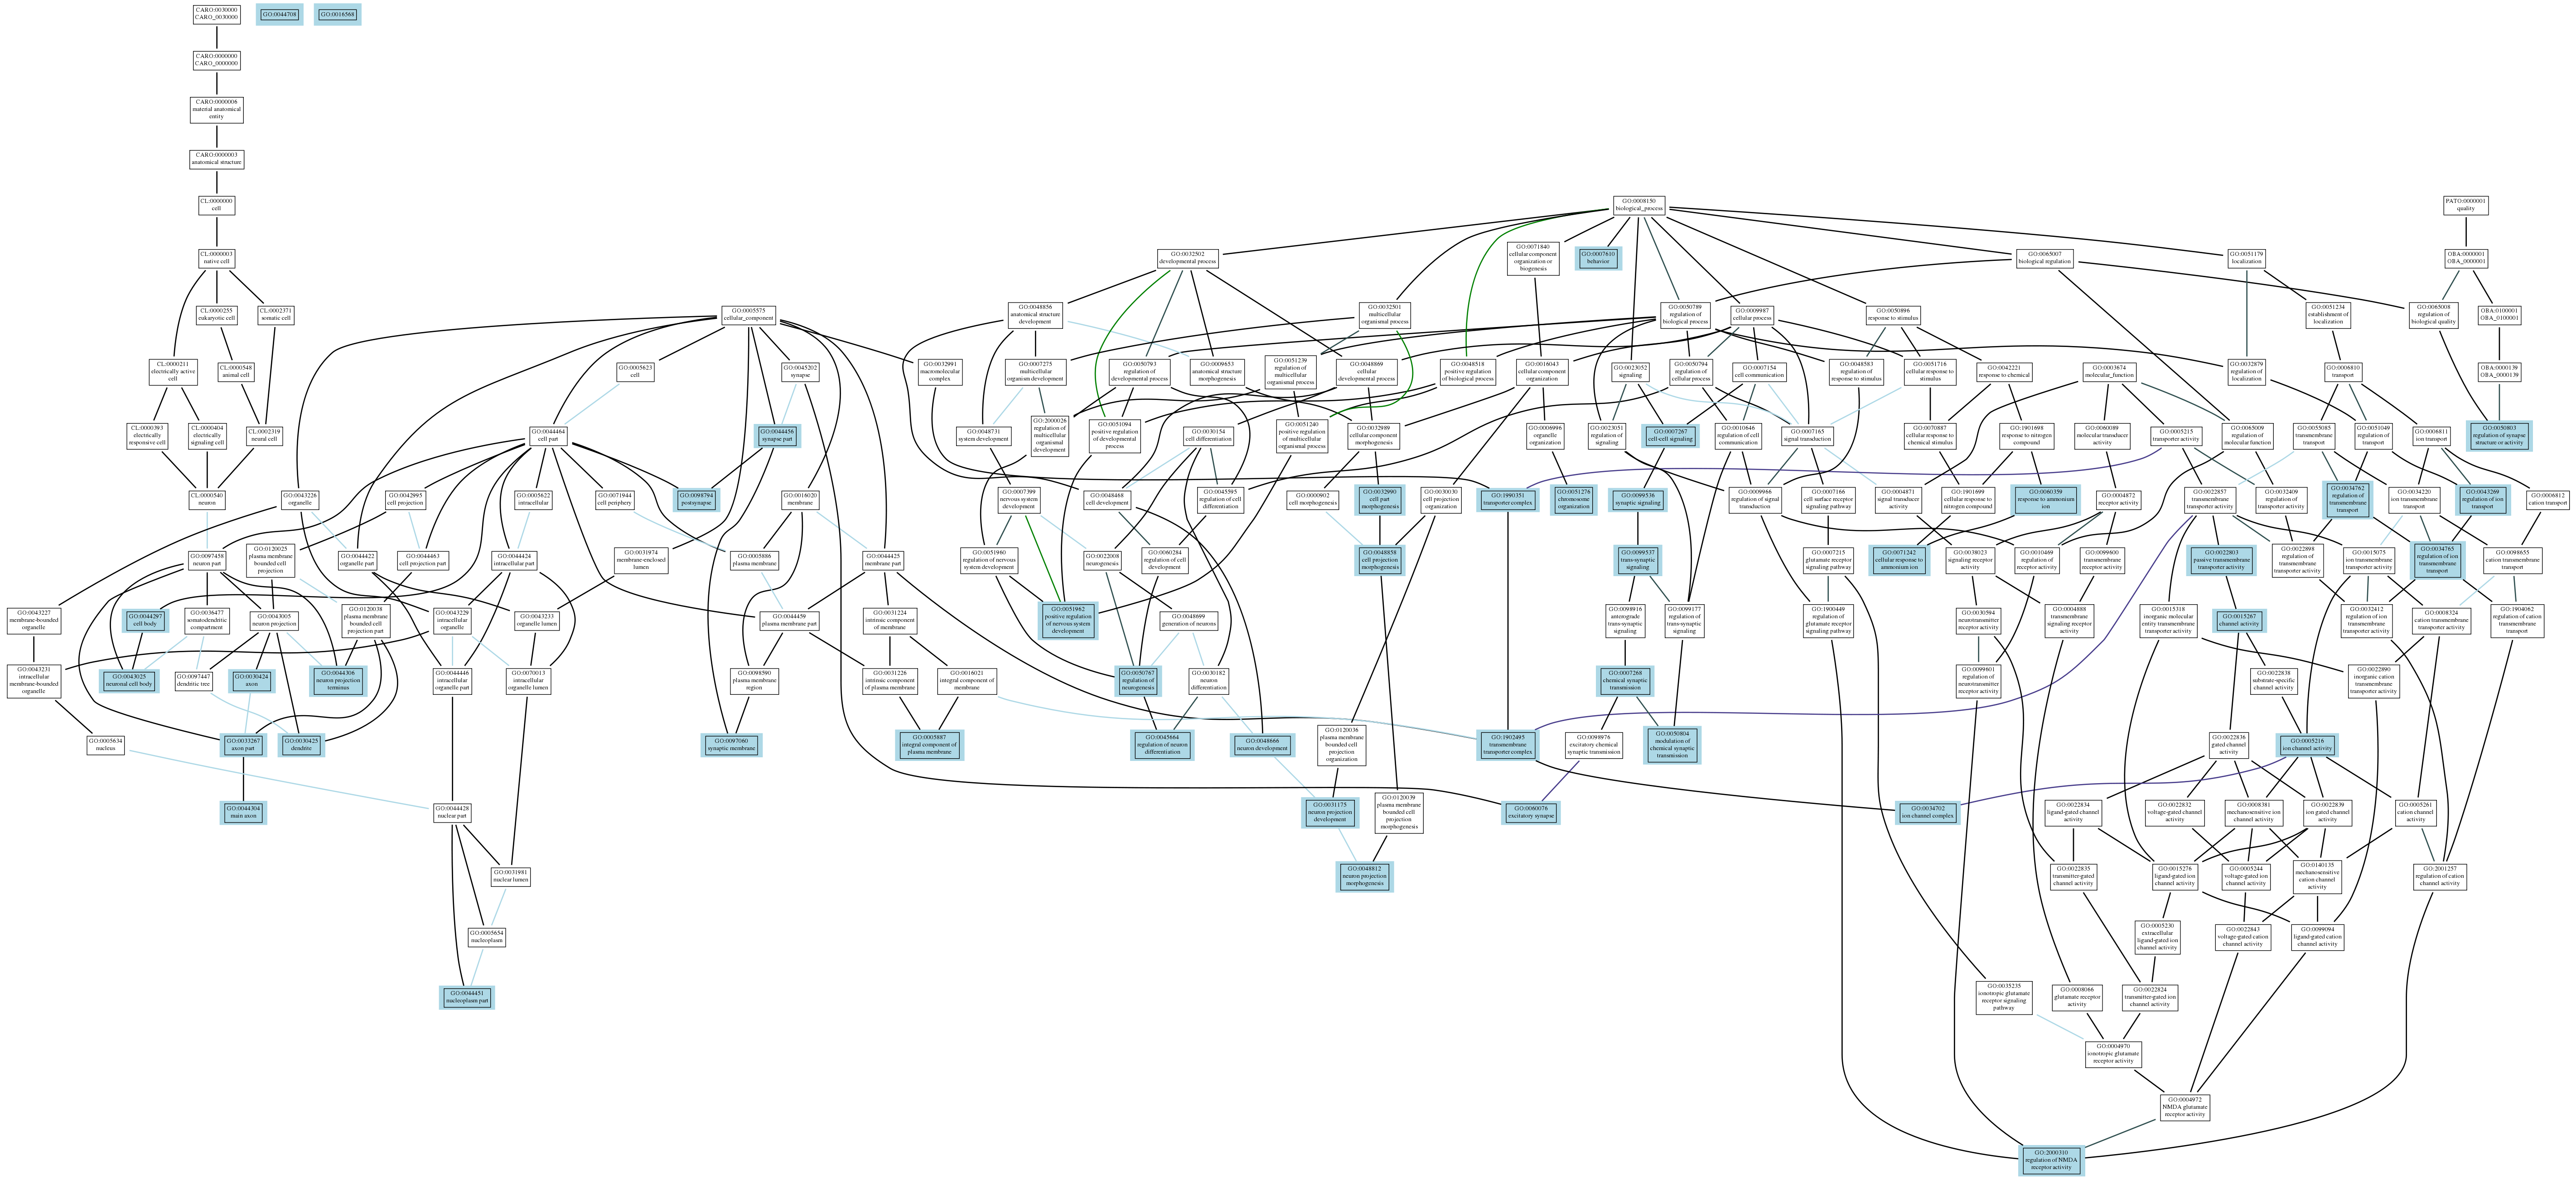 CARO:0030000
CARO_0030000
GO:0044708
GO:0016568
CARO:0000000
CARO_0000000
CARO:0000006
material anatomical
entity
CARO:0000003
anatomical structure
CL:0000000
cell
GO:0008150
biological_process
PATO:0000001
quality
CL:0000003
native cell
GO:0032502
developmental process
GO:0071840
cellular component
organization or
biogenesis
GO:0007610
behavior
GO:0065007
biological regulation
GO:0051179
localization
OBA:0000001
OBA_0000001
CL:0000255
eukaryotic cell
CL:0002371
somatic cell
GO:0005575
cellular_component
GO:0048856
anatomical structure
development
GO:0032501
multicellular
organismal process
GO:0050789
regulation of
biological process
GO:0009987
cellular process
GO:0050896
response to stimulus
GO:0051234
establishment of
localization
GO:0065008
regulation of
biological quality
OBA:0100001
OBA_0100001
CL:0000211
electrically active
cell
CL:0000548
animal cell
GO:0005623
cell
GO:0045202
synapse
GO:0032991
macromolecular
complex
GO:0007275
multicellular
organism development
GO:0050793
regulation of
developmental process
GO:0009653
anatomical structure
morphogenesis
GO:0051239
regulation of
multicellular
organismal process
GO:0048869
cellular
developmental process
GO:0048518
positive regulation
of biological process
GO:0016043
cellular component
organization
GO:0023052
signaling
GO:0050794
regulation of
cellular process
GO:0007154
cell communication
GO:0048583
regulation of
response to stimulus
GO:0051716
cellular response to
stimulus
GO:0042221
response to chemical
GO:0003674
molecular_function
GO:0032879
regulation of
localization
GO:0006810
transport
OBA:0000139
OBA_0000139
CL:0000393
electrically
responsive cell
CL:0000404
electrically
signaling cell
CL:0002319
neural cell
GO:0044464
cell part
GO:0044456
synapse part
GO:0048731
system development
GO:2000026
regulation of
multicellular
organismal
development
GO:0051094
positive regulation
of developmental
process
GO:0030154
cell differentiation
GO:0051240
positive regulation
of multicellular
organismal process
GO:0032989
cellular component
morphogenesis
GO:0006996
organelle
organization
GO:0023051
regulation of
signaling
GO:0007267
cell-cell signaling
GO:0010646
regulation of cell
communication
GO:0007165
signal transduction
GO:0070887
cellular response to
chemical stimulus
GO:1901698
response to nitrogen
compound
GO:0060089
molecular transducer
activity
GO:0005215
transporter activity
GO:0065009
regulation of
molecular function
GO:0055085
transmembrane
transport
GO:0051049
regulation of
transport
GO:0006811
ion transport
GO:0050803
regulation of synapse
structure or activity
CL:0000540
neuron
GO:0043226
organelle
GO:0042995
cell projection
GO:0005622
intracellular
GO:0071944
cell periphery
GO:0098794
postsynapse
GO:0016020
membrane
GO:0007399
nervous system
development
GO:0048468
cell development
GO:0045595
regulation of cell
differentiation
GO:0000902
cell morphogenesis
GO:0032990
cell part
morphogenesis
GO:0030030
cell projection
organization
GO:1990351
transporter complex
GO:0051276
chromosome
organization
GO:0099536
synaptic signaling
GO:0009966
regulation of signal
transduction
GO:0007166
cell surface receptor
signaling pathway
GO:0004871
signal transducer
activity
GO:1901699
cellular response to
nitrogen compound
GO:0060359
response to ammonium
ion
GO:0004872
receptor activity
GO:0022857
transmembrane
transporter activity
GO:0032409
regulation of
transporter activity
GO:0034762
regulation of
transmembrane
transport
GO:0034220
ion transmembrane
transport
GO:0043269
regulation of ion
transport
GO:0006812
cation transport
GO:0097458
neuron part
GO:0120025
plasma membrane
bounded cell
projection
GO:0044422
organelle part
GO:0044463
cell projection part
GO:0044424
intracellular part
GO:0031974
membrane-enclosed
lumen
GO:0005886
plasma membrane
GO:0044425
membrane part
GO:0051960
regulation of nervous
system development
GO:0022008
neurogenesis
GO:0060284
regulation of cell
development
GO:0048858
cell projection
morphogenesis
GO:0099537
trans-synaptic
signaling
GO:0007215
glutamate receptor
signaling pathway
GO:0071242
cellular response to
ammonium ion
GO:0038023
signaling receptor
activity
GO:0010469
regulation of
receptor activity
GO:0099600
transmembrane
receptor activity
GO:0022803
passive transmembrane
transporter activity
GO:0022898
regulation of
transmembrane
transporter activity
GO:0015075
ion transmembrane
transporter activity
GO:0034765
regulation of ion
transmembrane
transport
GO:0098655
cation transmembrane
transport
GO:0043227
membrane-bounded
organelle
GO:0044297
cell body
GO:0036477
somatodendritic
compartment
GO:0043005
neuron projection
GO:0120038
plasma membrane
bounded cell
projection part
GO:0043229
intracellular
organelle
GO:0043233
organelle lumen
GO:0044459
plasma membrane part
GO:0031224
intrinsic component
of membrane
GO:0051962
positive regulation
of nervous system
development
GO:0048699
generation of neurons
GO:0098916
anterograde
trans-synaptic
signaling
GO:0099177
regulation of
trans-synaptic
signaling
GO:1900449
regulation of
glutamate receptor
signaling pathway
GO:0030594
neurotransmitter
receptor activity
GO:0004888
transmembrane
signaling receptor
activity
GO:0015318
inorganic molecular
entity transmembrane
transporter activity
GO:0015267
channel activity
GO:0032412
regulation of ion
transmembrane
transporter activity
GO:0008324
cation transmembrane
transporter activity
GO:1904062
regulation of cation
transmembrane
transport
GO:0043231
intracellular
membrane-bounded
organelle
GO:0043025
neuronal cell body
GO:0097447
dendritic tree
GO:0030424
axon
GO:0044306
neuron projection
terminus
GO:0044446
intracellular
organelle part
GO:0070013
intracellular
organelle lumen
GO:0098590
plasma membrane
region
GO:0031226
intrinsic component
of plasma membrane
GO:0016021
integral component of
membrane
GO:0050767
regulation of
neurogenesis
GO:0030182
neuron
differentiation
GO:0007268
chemical synaptic
transmission
GO:0099601
regulation of
neurotransmitter
receptor activity
GO:0022838
substrate-specific
channel activity
GO:0022890
inorganic cation
transmembrane
transporter activity
GO:0005634
nucleus
GO:0033267
axon part
GO:0030425
dendrite
GO:0097060
synaptic membrane
GO:0005887
integral component of
plasma membrane
GO:0045664
regulation of neuron
differentiation
GO:0048666
neuron development
GO:0120036
plasma membrane
bounded cell
projection
organization
GO:1902495
transmembrane
transporter complex
GO:0098976
excitatory chemical
synaptic transmission
GO:0050804
modulation of
chemical synaptic
transmission
GO:0022836
gated channel
activity
GO:0005216
ion channel activity
GO:0044304
main axon
GO:0044428
nuclear part
GO:0031175
neuron projection
development
GO:0120039
plasma membrane
bounded cell
projection
morphogenesis
GO:0060076
excitatory synapse
GO:0034702
ion channel complex
GO:0022834
ligand-gated channel
activity
GO:0022832
voltage-gated channel
activity
GO:0008381
mechanosensitive ion
channel activity
GO:0022839
ion gated channel
activity
GO:0005261
cation channel
activity
GO:0031981
nuclear lumen
GO:0048812
neuron projection
morphogenesis
GO:0022835
transmitter-gated
channel activity
GO:0015276
ligand-gated ion
channel activity
GO:0005244
voltage-gated ion
channel activity
GO:0140135
mechanosensitive
cation channel
activity
GO:2001257
regulation of cation
channel activity
GO:0005654
nucleoplasm
GO:0005230
extracellular
ligand-gated ion
channel activity
GO:0022843
voltage-gated cation
channel activity
GO:0099094
ligand-gated cation
channel activity
GO:0044451
nucleoplasm part
GO:0035235
ionotropic glutamate
receptor signaling
pathway
GO:0008066
glutamate receptor
activity
GO:0022824
transmitter-gated ion
channel activity
GO:0004970
ionotropic glutamate
receptor activity
GO:0004972
NMDA glutamate
receptor activity
GO:2000310
regulation of NMDA
receptor activity